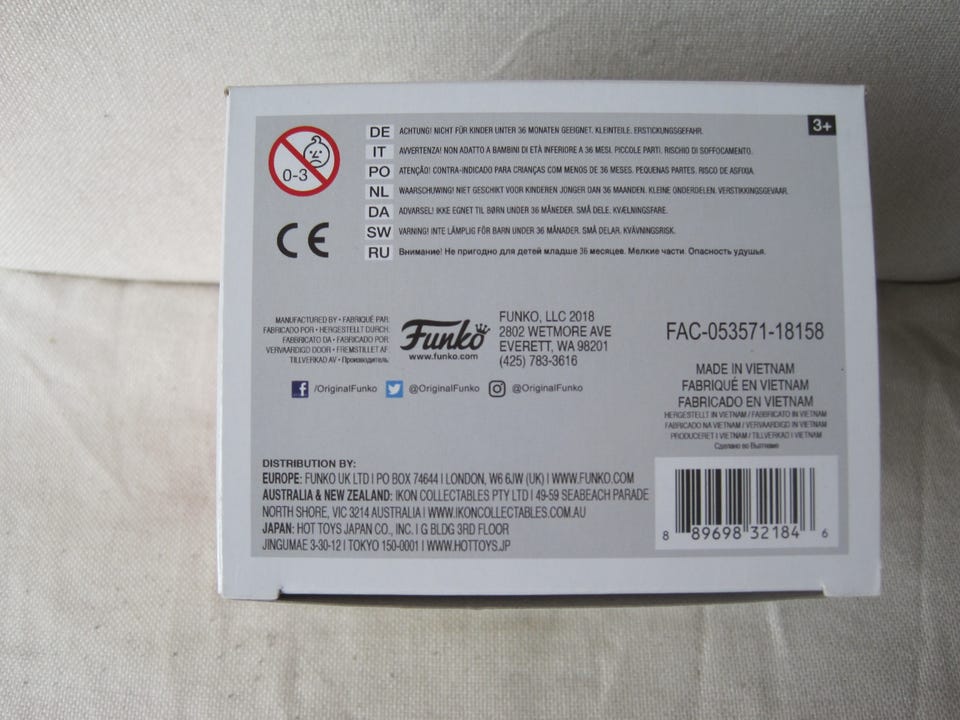 3+
0-3
DE ACHTUNG! NICHT FÜR KINDER UNTER 36 MONATEN GEEIGNET. KLEINTEILE. ERSTICKUNGSGEFAHR.
IT AVVERTENZA! NON ADATTO A BAMBINI DI ETÀ INFERIORE A 36 MESI. PICCOLE PARTI. RISCHIO DI SOFFOCAMENTO.
PO ATENÇÃO! CONTRA-INDICADO PARA CRIANÇAS COM MENOS DE 36 MESES. PEQUENAS PARTES. RISCO DE ASFIXIA.
NL WAARSCHUWING! NIET GESCHIKT VOOR KINDEREN JONGER DAN 36 MAANDEN. KLEINE ONDERDELEN. VERSTIKKINGSGEVAAR.
DA ADVARSEL! IKKE EGNET TIL BØRN UNDER 36 MÅNEDER. SMÅ DELE. KVÆLNINGSFARE.
SW VARNING! INTE LÄMPLIG FÖR BARN UNDER 36 MÅNADER. SMÅ DELAR. KVÄVNINGSRISK.
RU Внимание! Не пригодно для детей младше 36 месяцев. Мелкие части. Опасность удушья.
CE
MANUFACTURED BY • FABRIQUÉ PAR:
FABRICADO POR • HERGESTELLT DURCH:
FABBRICATO DA • FABRICADO POR:
VERVAARDIGD DOOR • FREMSTILLET AF:
TILLVERKAD AV • Производитель:
Funko
www.funko.com
FUNKO, LLC 2018
2802 WETMORE AVE
EVERETT, WA 98201
(425) 783-3616
/OriginalFunko @OriginalFunko @OriginalFunko
FAC-053571-18158
MADE IN VIETNAM
FABRIQUÉ EN VIETNAM
FABRICADO EN VIETNAM
HERGESTELLT IN VIETNAM / FABBRICATO IN VIETNAM
FABRICADO NA VIETNAM / VERVAARDIGD IN VIETNAM
PRODUCERET I VIETNAM / TILLVERKAD I VIETNAM
Сделано во Вьетнаме
DISTRIBUTION BY:
EUROPE: FUNKO UK LTD | PO BOX 74644 | LONDON, W6 6JW (UK) | WWW.FUNKO.COM
AUSTRALIA & NEW ZEALAND: IKON COLLECTABLES PTY LTD | 49-59 SEABEACH PARADE
NORTH SHORE, VIC 3214 AUSTRALIA | WWW.IKONCOLLECTABLES.COM.AU
JAPAN: HOT TOYS JAPAN CO., INC. | G BLDG 3RD FLOOR
JINGUMAE 3-30-12 | TOKYO 150-0001 | WWW.HOTTOYS.JP
8 89698 32184 6